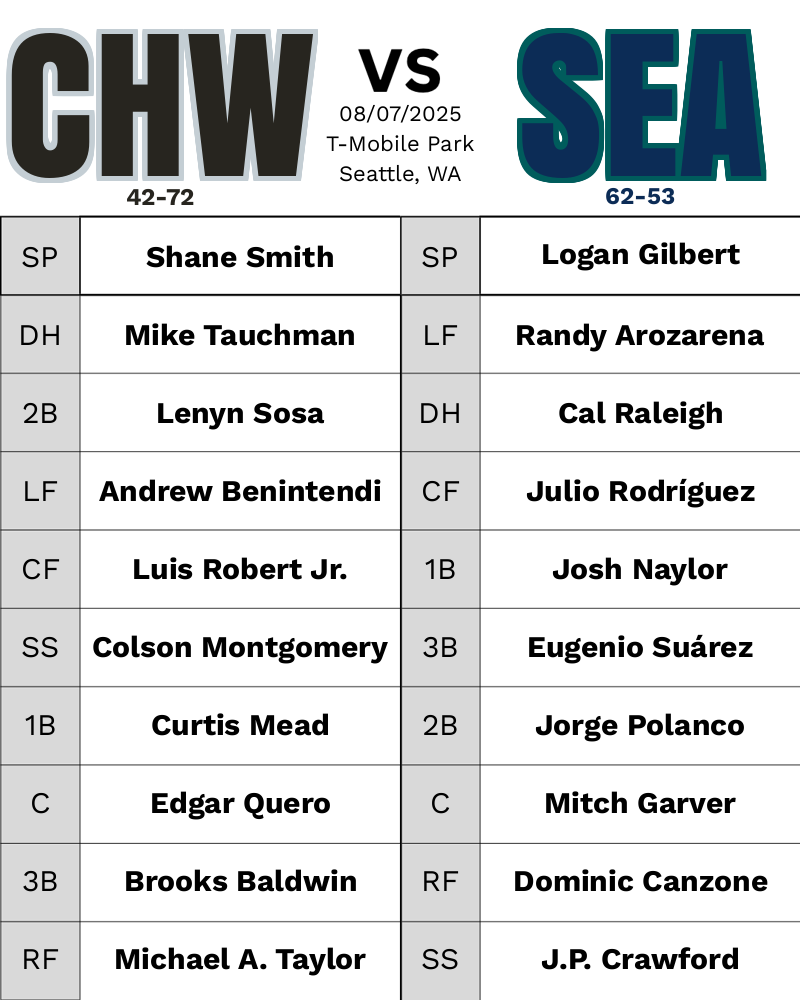 CHW
VS
08/07/2025
T-Mobile Park
Seattle, WA
SEA
42-72
62-53
SP Shane Smith SP Logan Gilbert
DH Mike Tauchman LF Randy Arozarena
2B Lenyn Sosa DH Cal Raleigh
LF Andrew Benintendi CF Julio Rodríguez
CF Luis Robert Jr. 1B Josh Naylor
SS Colson Montgomery 3B Eugenio Suárez
1B Curtis Mead 2B Jorge Polanco
C Edgar Quero C Mitch Garver
3B Brooks Baldwin RF Dominic Canzone
RF Michael A. Taylor SS J.P. Crawford